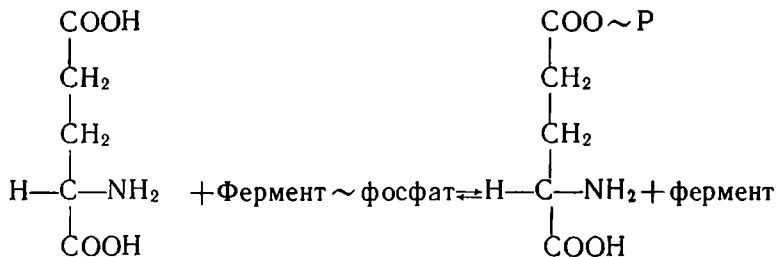 COOH COO~P
CH₂ CH₂
CH₂ CH₂
H—C—NH₂ +Фермент~фосфат⇄H—C—NH₂+фермент
COOH COOH